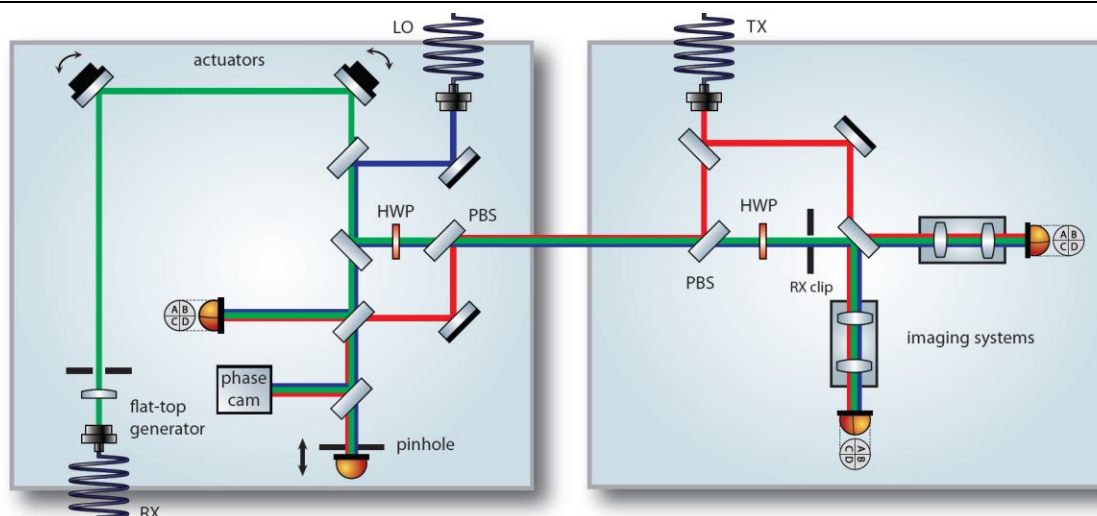 LO
TX
actuators
HWP
PBS
HWP
PBS
RX clip
A B
C D
A B
C D
imaging systems
phase
cam
flat-top
generator
pinhole
A B
C D
RX